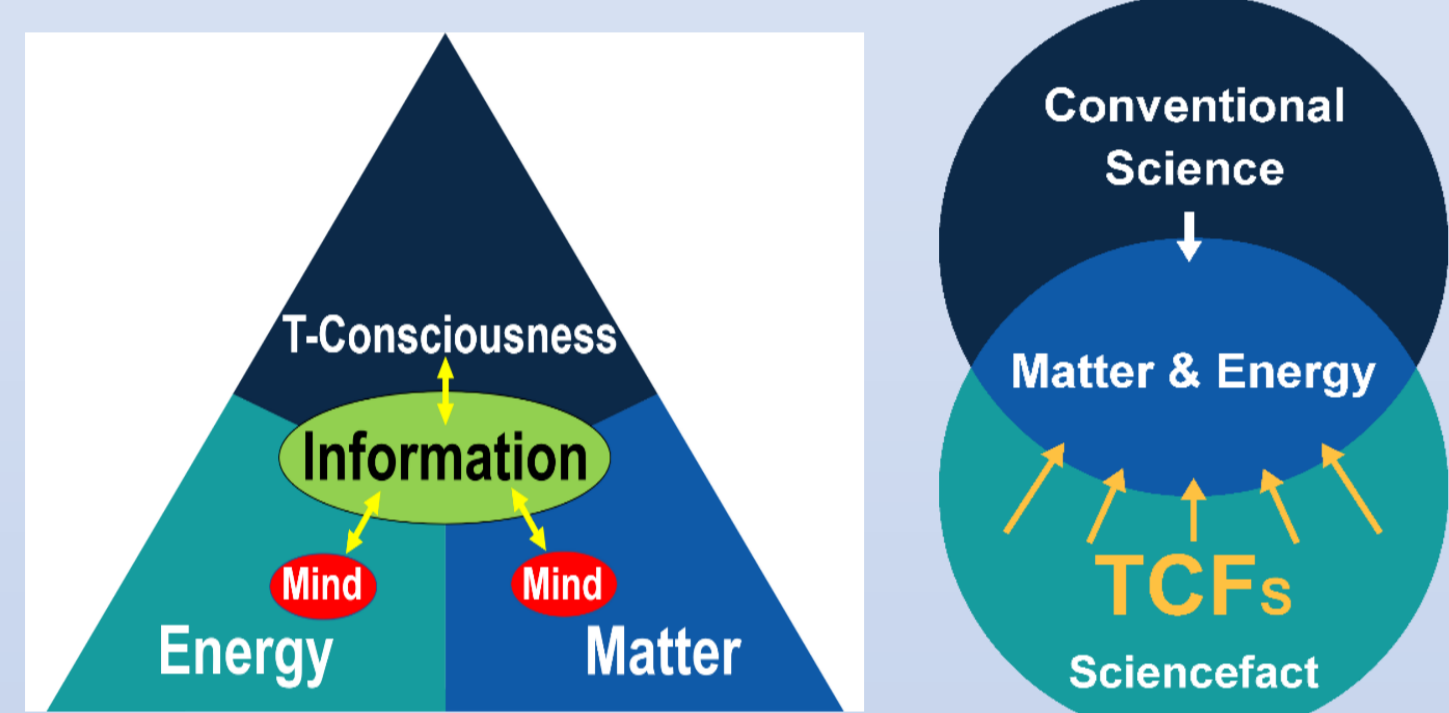 T-Consciousness
Information
Mind
Mind
Energy
Matter
Conventional
Science
Matter & Energy
TCFs
Sciencefact